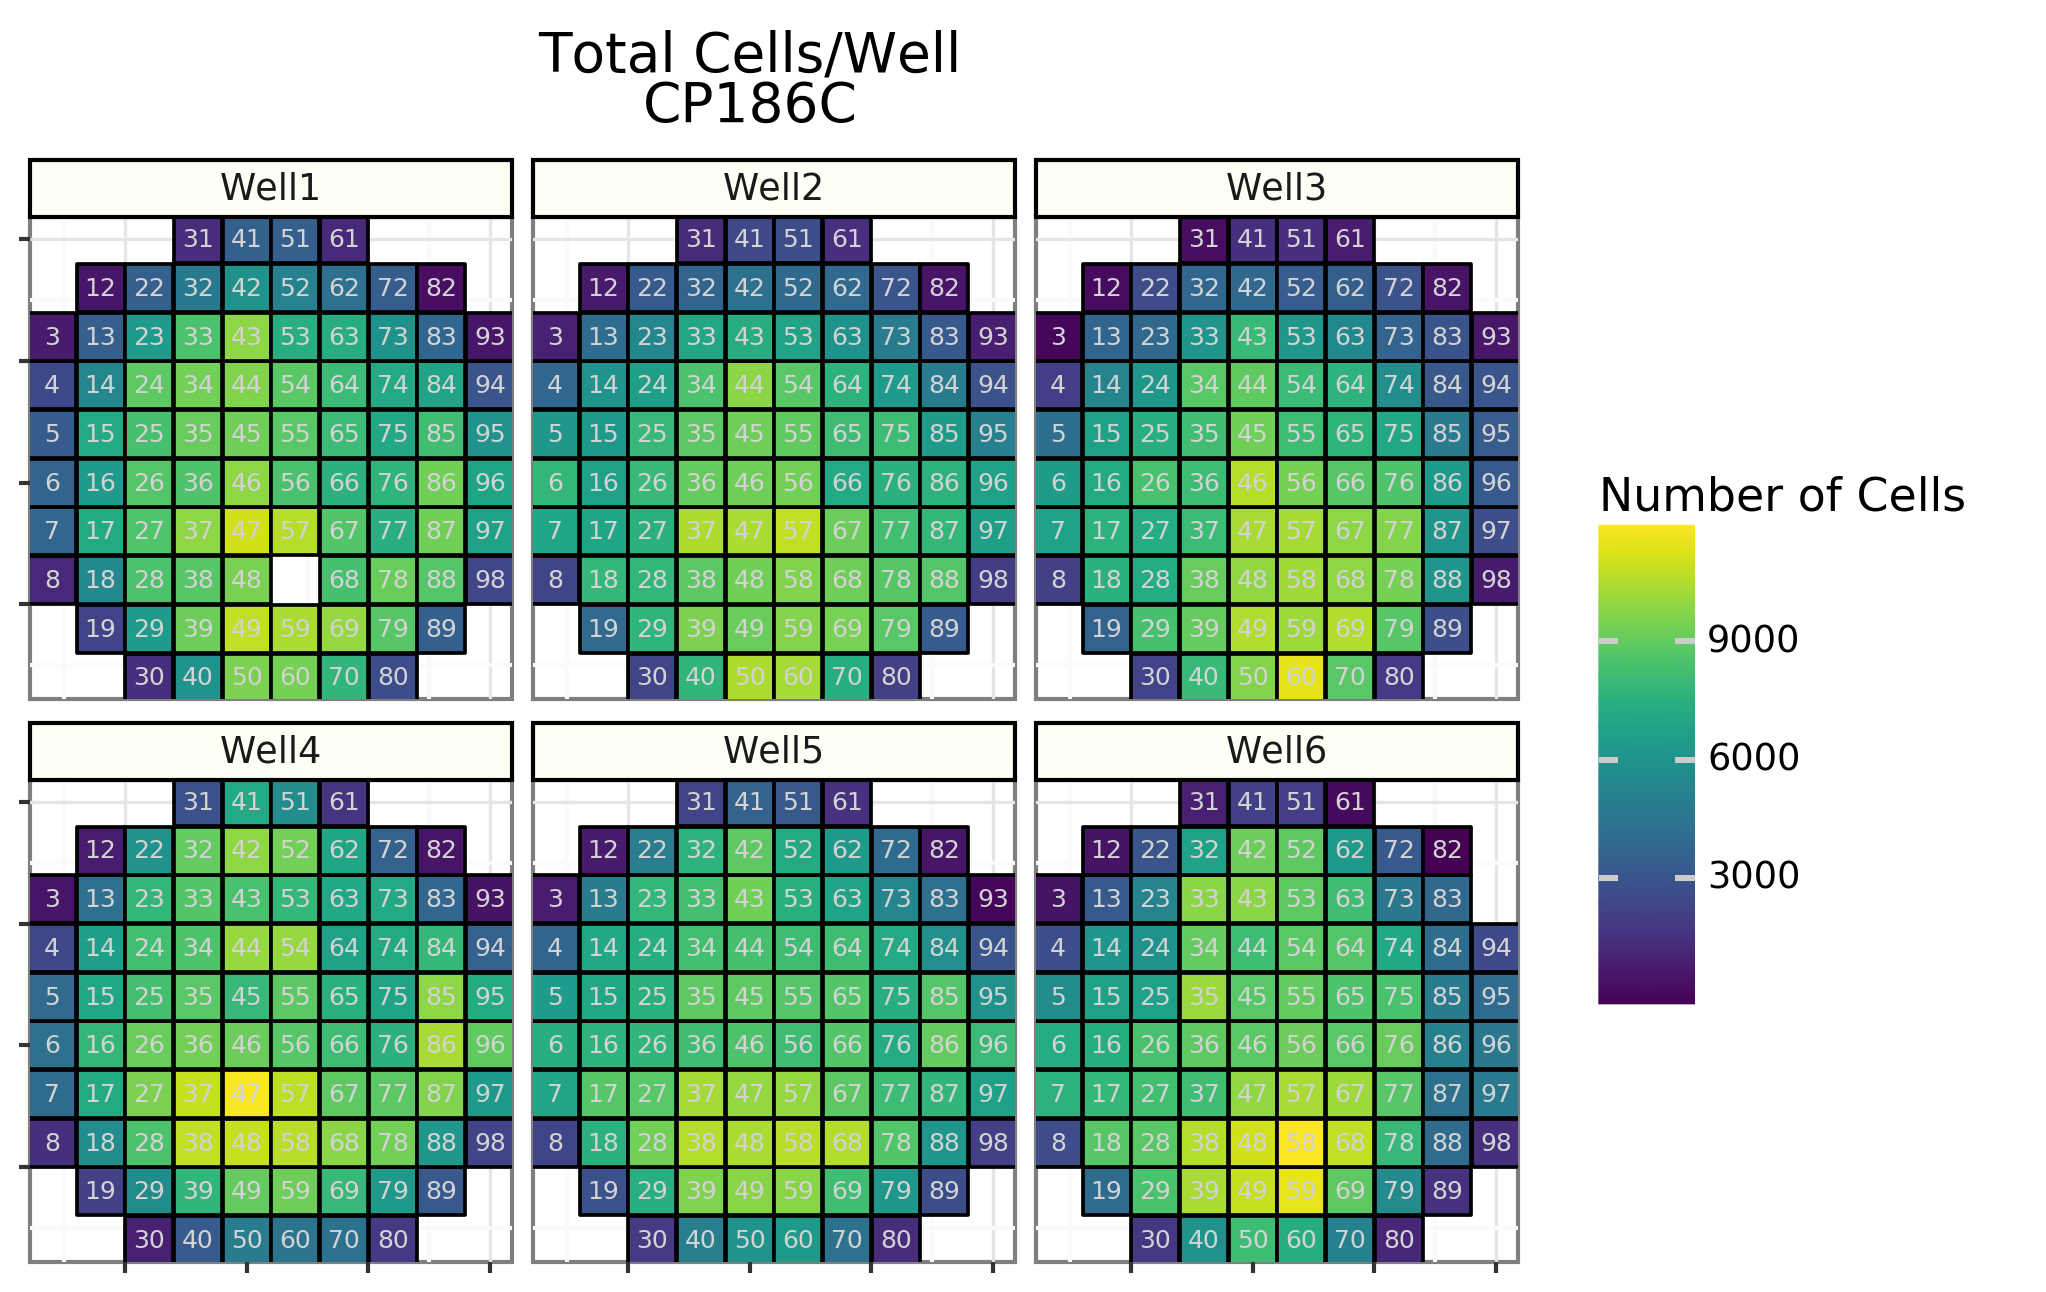 Total Cells/Well
CP186C
Well1 Well2 Well3
31 41 51 61 31 41 51 61 31 41 51 61
12 22 32 42 52 62 72 82 12 22 32 42 52 62 72 82 12 22 32 42 52 62 72 82
3 13 23 33 43 53 63 73 83 93 3 13 23 33 43 53 63 73 83 93 3 13 23 33 43 53 63 73 83 93
4 14 24 34 44 54 64 74 84 94 4 14 24 34 44 54 64 74 84 94 4 14 24 34 44 54 64 74 84 94
5 15 25 35 45 55 65 75 85 95 5 15 25 35 45 55 65 75 85 95 5 15 25 35 45 55 65 75 85 95
6 16 26 36 46 56 66 76 86 96 6 16 26 36 46 56 66 76 86 96 6 16 26 36 46 56 66 76 86 96
7 17 27 37 47 57 67 77 87 97 7 17 27 37 47 57 67 77 87 97 7 17 27 37 47 57 67 77 87 97
8 18 28 38 48 68 78 88 98 8 18 28 38 48 58 68 78 88 98 8 18 28 38 48 58 68 78 88 98
19 29 39 49 59 69 79 89 19 29 39 49 59 69 79 89 19 29 39 49 59 69 79 89
30 40 50 60 70 80 30 40 50 60 70 80 30 40 50 60 70 80
Well4 Well5 Well6
31 41 51 61 31 41 51 61 31 41 51 61
12 22 32 42 52 62 72 82 12 22 32 42 52 62 72 82 12 22 32 42 52 62 72 82
3 13 23 33 43 53 63 73 83 93 3 13 23 33 43 53 63 73 83 93 3 13 23 33 43 53 63 73 83
4 14 24 34 44 54 64 74 84 94 4 14 24 34 44 54 64 74 84 94 4 14 24 34 44 54 64 74 84 94
5 15 25 35 45 55 65 75 85 95 5 15 25 35 45 55 65 75 85 95 5 15 25 35 45 55 65 75 85 95
6 16 26 36 46 56 66 76 86 96 6 16 26 36 46 56 66 76 86 96 6 16 26 36 46 56 66 76 86 96
7 17 27 37 47 57 67 77 87 97 7 17 27 37 47 57 67 77 87 97 7 17 27 37 47 57 67 77 87 97
8 18 28 38 48 58 68 78 88 98 8 18 28 38 48 58 68 78 88 98 8 18 28 38 48 58 68 78 88 98
19 29 39 49 59 69 79 89 19 29 39 49 59 69 79 89 19 29 39 49 59 69 79 89
30 40 50 60 70 80 30 40 50 60 70 80 30 40 50 60 70 80
Number of Cells
9000
6000
3000